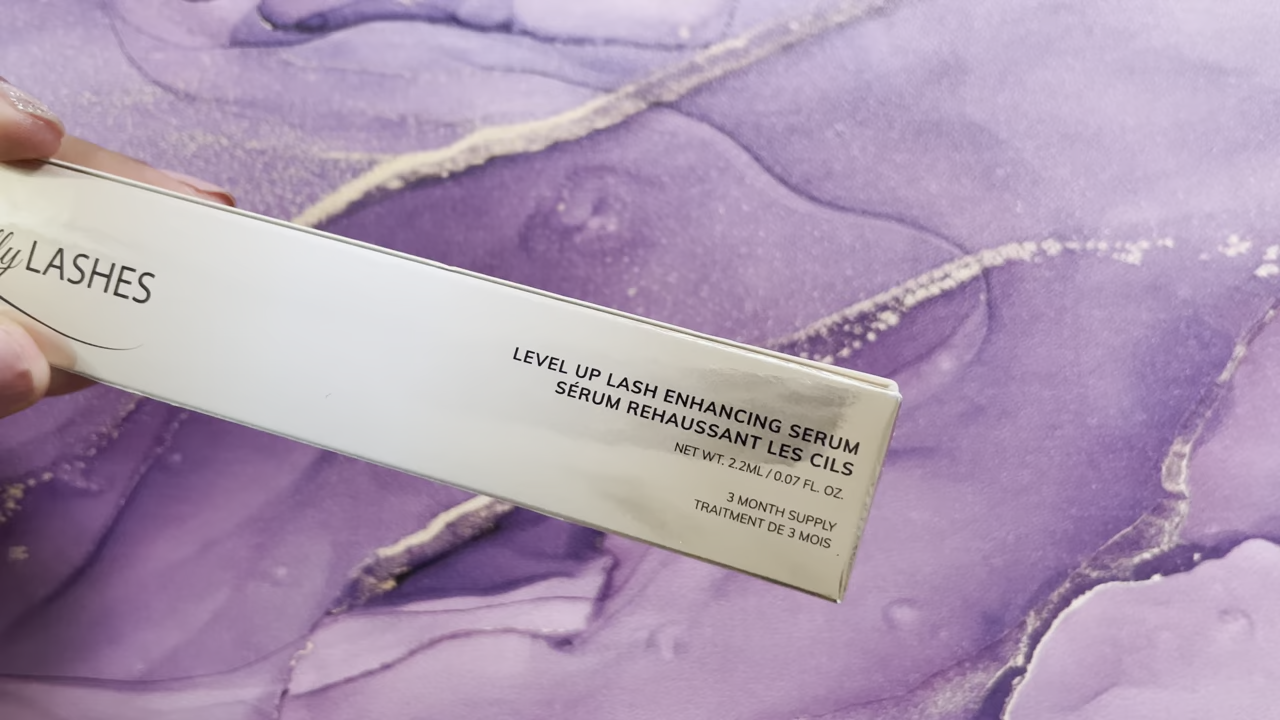 LASHES
LEVEL UP LASH ENHANCING SERUM
SÉRUM REHAUSSANT LES CILS
NET WT. 2.2ML / 0.07 FL. OZ.
3 MONTH SUPPLY
TRAITMENT DE 3 MOIS